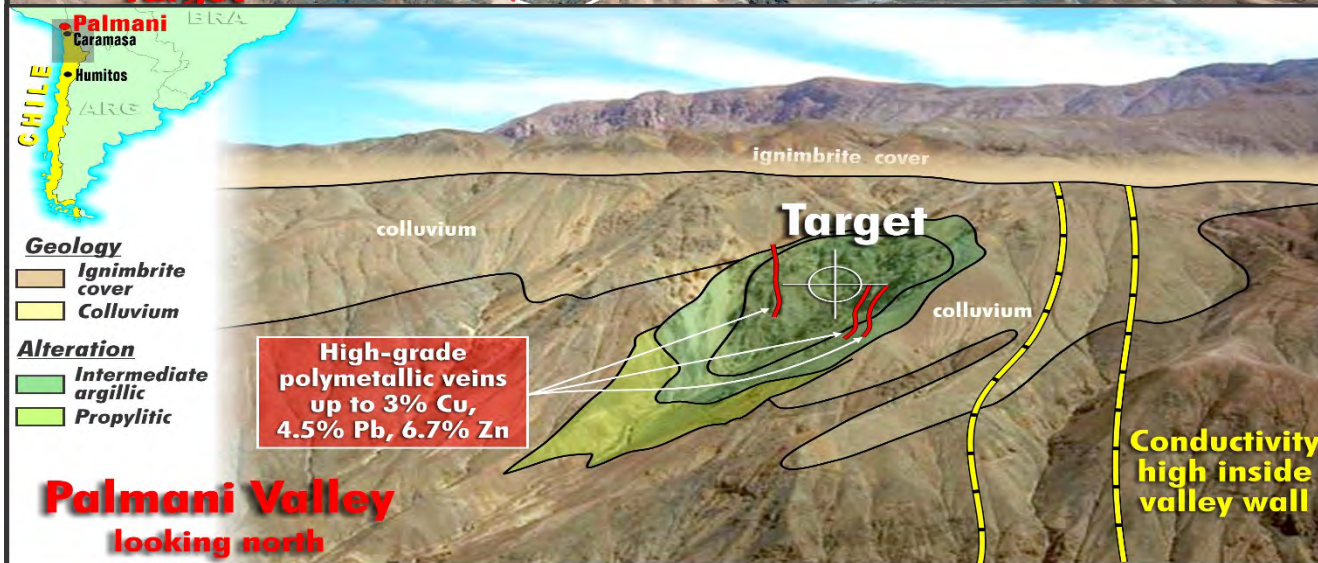 BRA
Palmani
Caramasa
Humitos
ARG
CHILE
Geology
Ignimbrite
cover
Colluvium
Alteration
Intermediate
argillic
Propylitic
ignimbrite cover
colluvium
Target
colluvium
High-grade
polymetallic veins
up to 3% Cu,
4.5% Pb, 6.7% Zn
Conductivity
high inside
valley wall
Palmani Valley
looking north